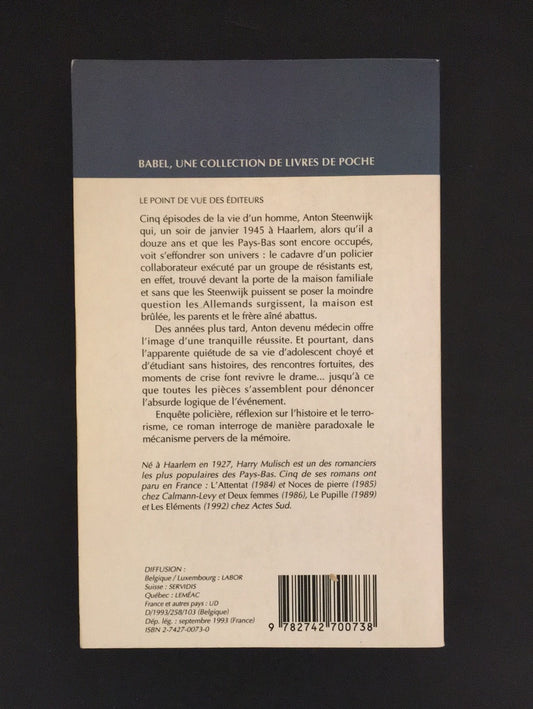 BABEL, UNE COLLECTION DE LIVRES DE POCHE
LE POINT DE VUE DES ÉDITEURS
Cinq épisodes de la vie d'un homme, Anton Steenwijk
qui, un soir de janvier 1945 à Haarlem, alors qu'il a
douze ans et que les Pays-Bas sont encore occupés,
voit s'effondrer son univers : le cadavre d'un policier
collaborateur exécuté par un groupe de résistants est,
en effet, trouvé devant la porte de la maison familiale
et sans que les Steenwijk puissent se poser la moindre
question les Allemands surgissent, la maison est
brûlée, les parents et le frère aîné abattus.
Des années plus tard, Anton devenu médecin offre
l'image d'une tranquille réussite. Et pourtant, dans
l'apparente quiétude de sa vie d'adolescent choyé et
d'étudiant sans histoires, des rencontres fortuites, des
moments de crise font revivre le drame... jusqu'à ce
que toutes les pièces s'assemblent pour dénoncer
l'absurde logique de l'événement.
Enquête policière, réflexion sur l'histoire et le terro-
risme, ce roman interroge de manière paradoxale le
mécanisme pervers de la mémoire.
Né à Haarlem en 1927, Harry Mulisch est un des romanciers
les plus populaires des Pays-Bas. Cinq de ses romans ont
paru en France : L'Attentat (1984) et Noces de pierre (1985)
chez Calmann-Levy et Deux femmes (1986), Le Pupille (1989)
et Les Eléments (1992) chez Actes Sud.
DIFFUSION :
Belgique / Luxembourg : LABOR
Suisse : SERVIDIS
Québec : LEMÉAC
France et autres pays : UD
D/1993/258/103 (Belgique)
Dép. lég. : septembre 1993 (France)
ISBN 2-7427-0073-0
9 782742 700738